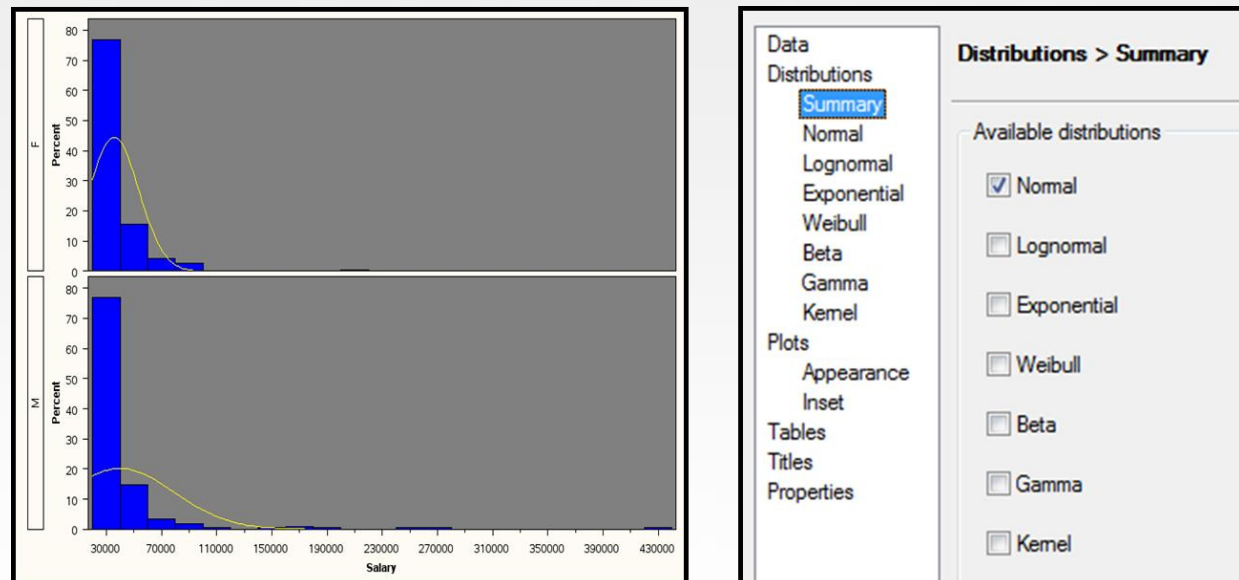 80
70
60
50
40
30
20
10
0
Percent
F
80
70
60
50
40
30
20
10
0
Percent
M
30000 70000 110000 150000 190000 230000 270000 310000 350000 390000 430000
Salary
Data
Distributions
Summary
Normal
Lognormal
Exponential
Weibull
Beta
Gamma
Kernel
Plots
Appearance
Inset
Tables
Titles
Properties
Distributions > Summary
Available distributions
Normal
Lognormal
Exponential
Weibull
Beta
Gamma
Kernel